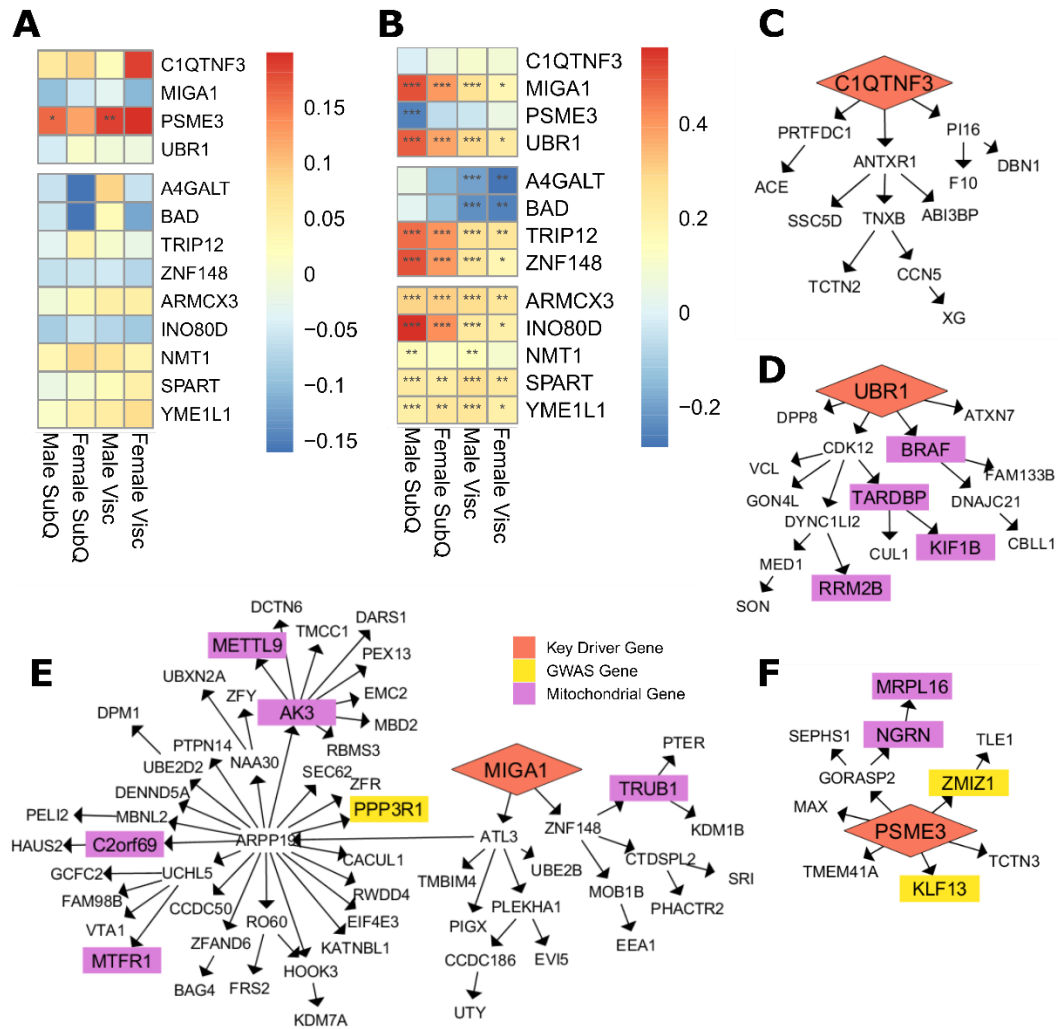 A
C1QTNF3
MIGA1
PSME3
UBR1
A4GALT
BAD
TRIP12
ZNF148
ARMCX3
INO80D
NMT1
SPART
YME1L1
* **
0.15
0.1
0.05
0
−0.05
−0.1
−0.15
Male SubQ
Female SubQ
Male Visc
Female Visc
B
C1QTNF3
*** *** *** * MIGA1
*** PSME3
*** *** *** * UBR1
*** ** A4GALT
*** *** BAD
*** *** *** ** TRIP12
*** *** *** * ZNF148
*** *** *** ** ARMCX3
*** *** *** * INO80D
** ** NMT1
*** ** *** ** SPART
*** ** *** * YME1L1
0.4
0.2
0
−0.2
Male SubQ
Female SubQ
Male Visc
Female Visc
C
C1QTNF3
PRTFDC1
PI16
ANTXR1
DBN1
ACE
F10
SSC5D
TNXB
ABI3BP
TCTN2
CCN5
XG
D
UBR1
DPP8
ATXN7
CDK12
BRAF
VCL
FAM133B
GON4L
TARDBP
DNAJC21
DYNC1LI2
CUL1
KIF1B
CBLL1
MED1
RRM2B
SON
E
DCTN6
DARS1
METTL9
TMCC1
PEX13
UBXN2A
ZFY
AK3
EMC2
MBD2
DPM1
PTPN14
NAA30
RBMS3
UBE2D2
SEC62
ZFR
DENND5A
PPP3R1
PELI2
MBNL2
HAUS2
C2orf69
ARPP19
CACUL1
GCFC2
UCHL5
RWDD4
FAM98B
CCDC50
EIF4E3
VTA1
RO60
KATNBL1
ZFAND6
MTFR1
HOOK3
BAG4
FRS2
KDM7A
MIGA1
PTER
TRUB1
ATL3
ZNF148
KDM1B
TMBIM4
UBE2B
CTDSPL2
SRI
PIGX
PLEKHA1
MOB1B
PHACTR2
CCDC186
EVI5
EEA1
UTY
Key Driver Gene
GWAS Gene
Mitochondrial Gene
F
MRPL16
SEPHS1
NGRN
TLE1
GORASP2
ZMIZ1
MAX
PSME3
TMEM41A
TCTN3
KLF13